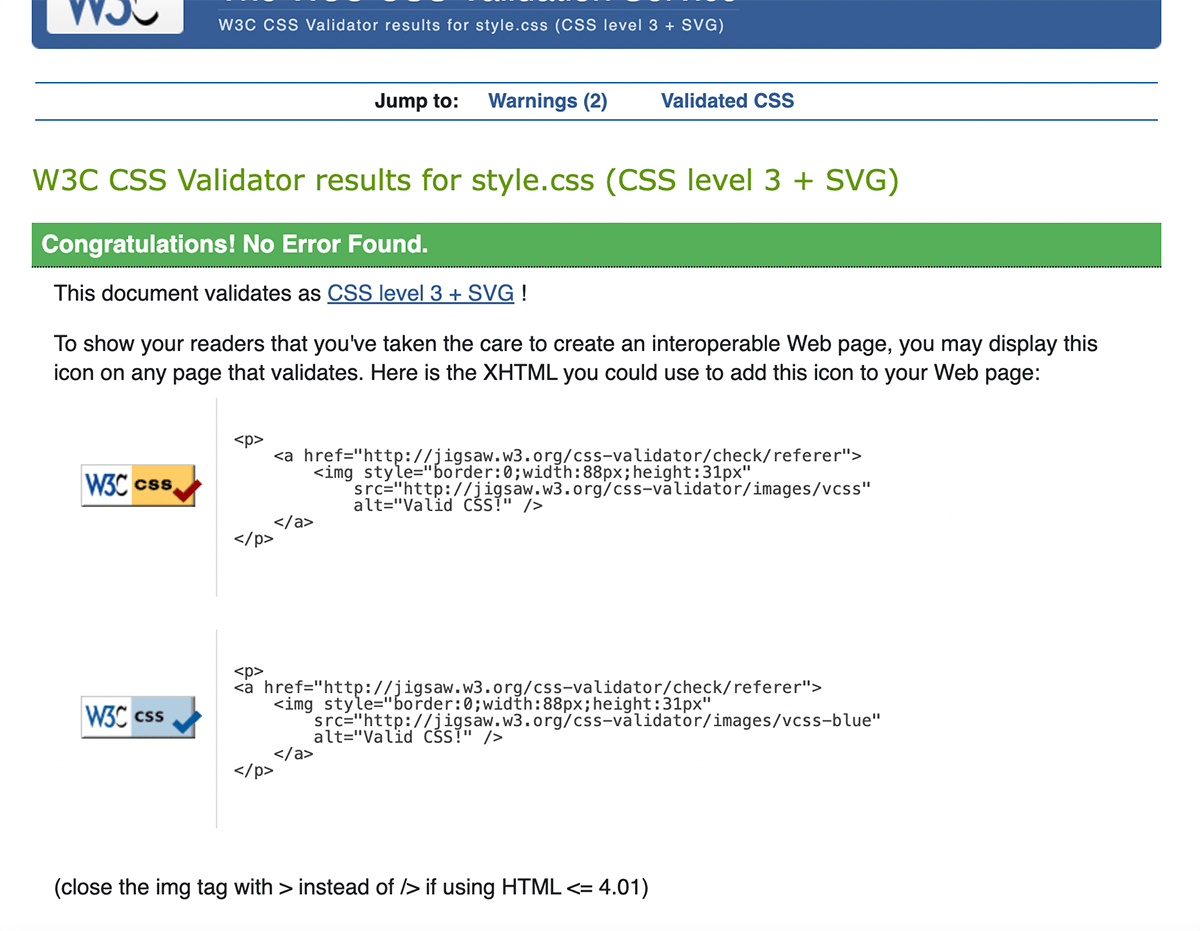 W3C
W3C CSS Validator results for style.css (CSS level 3 + SVG)
Jump to: Warnings (2) Validated CSS
W3C CSS Validator results for style.css (CSS level 3 + SVG)
Congratulations! No Error Found.
This document validates as CSS level 3 + SVG !
To show your readers that you've taken the care to create an interoperable Web page, you may display this
icon on any page that validates. Here is the XHTML you could use to add this icon to your Web page:
W3C css
<p>
<a href="http://jigsaw.w3.org/css-validator/check/referer">
<img style="border:0;width:88px;height:31px"
src="http://jigsaw.w3.org/css-validator/images/vcss"
alt="Valid CSS!" />
</a>
</p>
W3C css
<p>
<a href="http://jigsaw.w3.org/css-validator/check/referer">
<img style="border:0;width:88px;height:31px"
src="http://jigsaw.w3.org/css-validator/images/vcss-blue"
alt="Valid CSS!" />
</a>
</p>
(close the img tag with > instead of /> if using HTML <= 4.01)